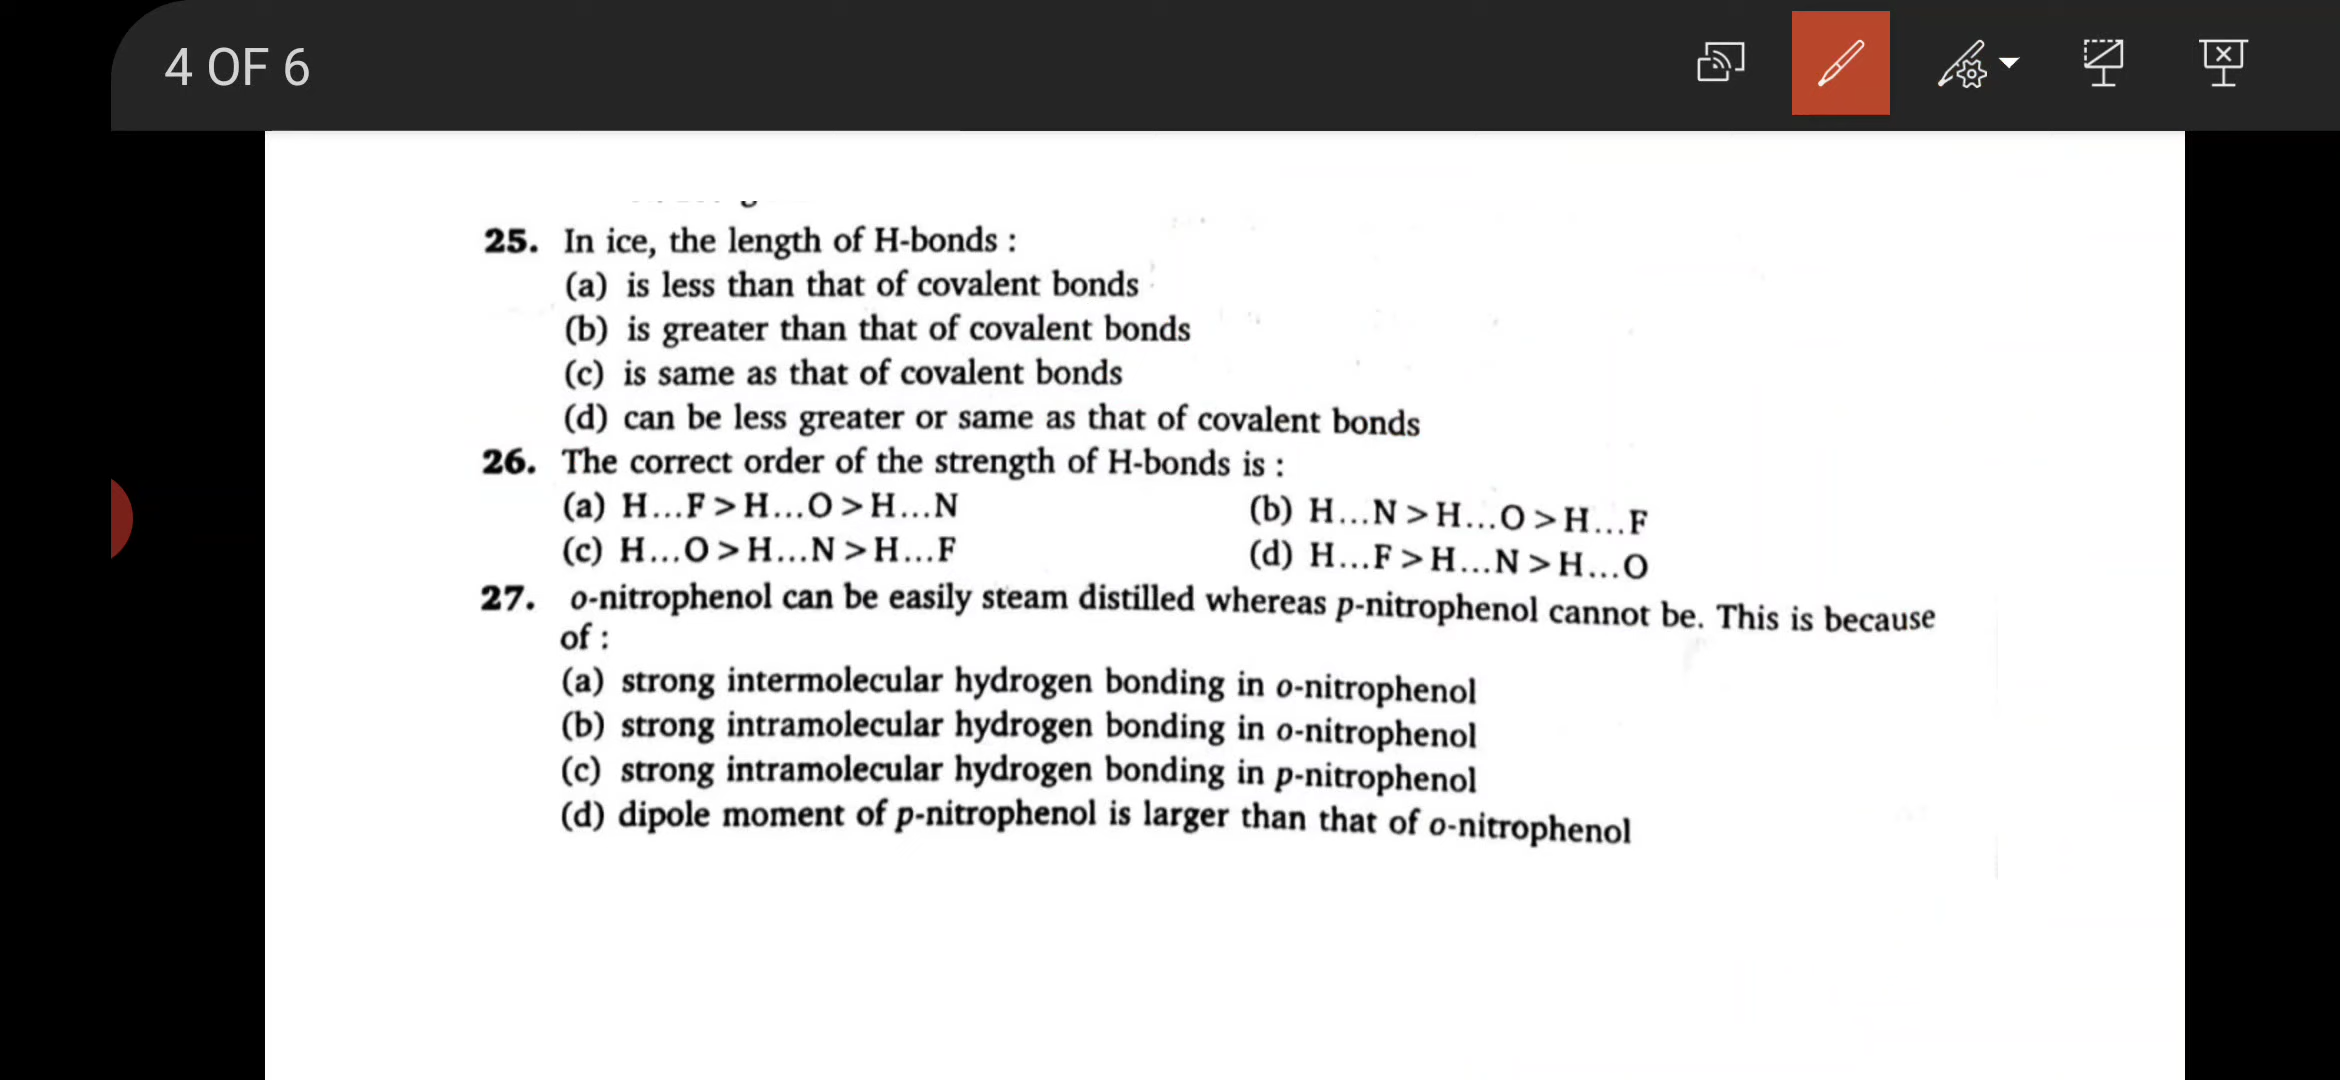 4 OF 6
25. In ice, the length of H-bonds :
(a) is less than that of covalent bonds
(b) is greater than that of covalent bonds
(c) is same as that of covalent bonds
(d) can be less greater or same as that of covalent bonds
26. The correct order of the strength of H-bonds is :
(a) H...F > H...O > H...N (b) H...N > H...O > H...F
(c) H...O > H...N > H...F (d) H...F > H...N > H...O
27. o-nitrophenol can be easily steam distilled whereas p-nitrophenol cannot be. This is because
of :
(a) strong intermolecular hydrogen bonding in o-nitrophenol
(b) strong intramolecular hydrogen bonding in o-nitrophenol
(c) strong intramolecular hydrogen bonding in p-nitrophenol
(d) dipole moment of p-nitrophenol is larger than that of o-nitrophenol